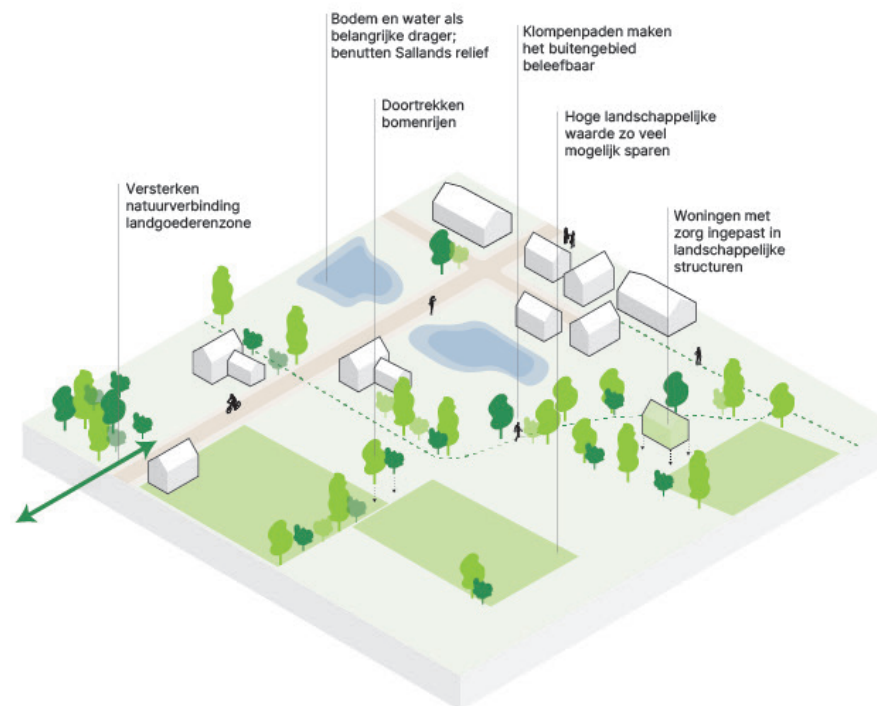 Bodem en water als
belangrijke drager;
benutten Sallands relief
Klompenpaden maken
het buitengebied
beleefbaar
Doortrekken
bomenrijen
Hoge landschappelijke
waarde zo veel
mogelijk sparen
Versterken
natuurverbinding
landgoederenzone
Woningen met
zorg ingepast in
landschappelijke
structuren